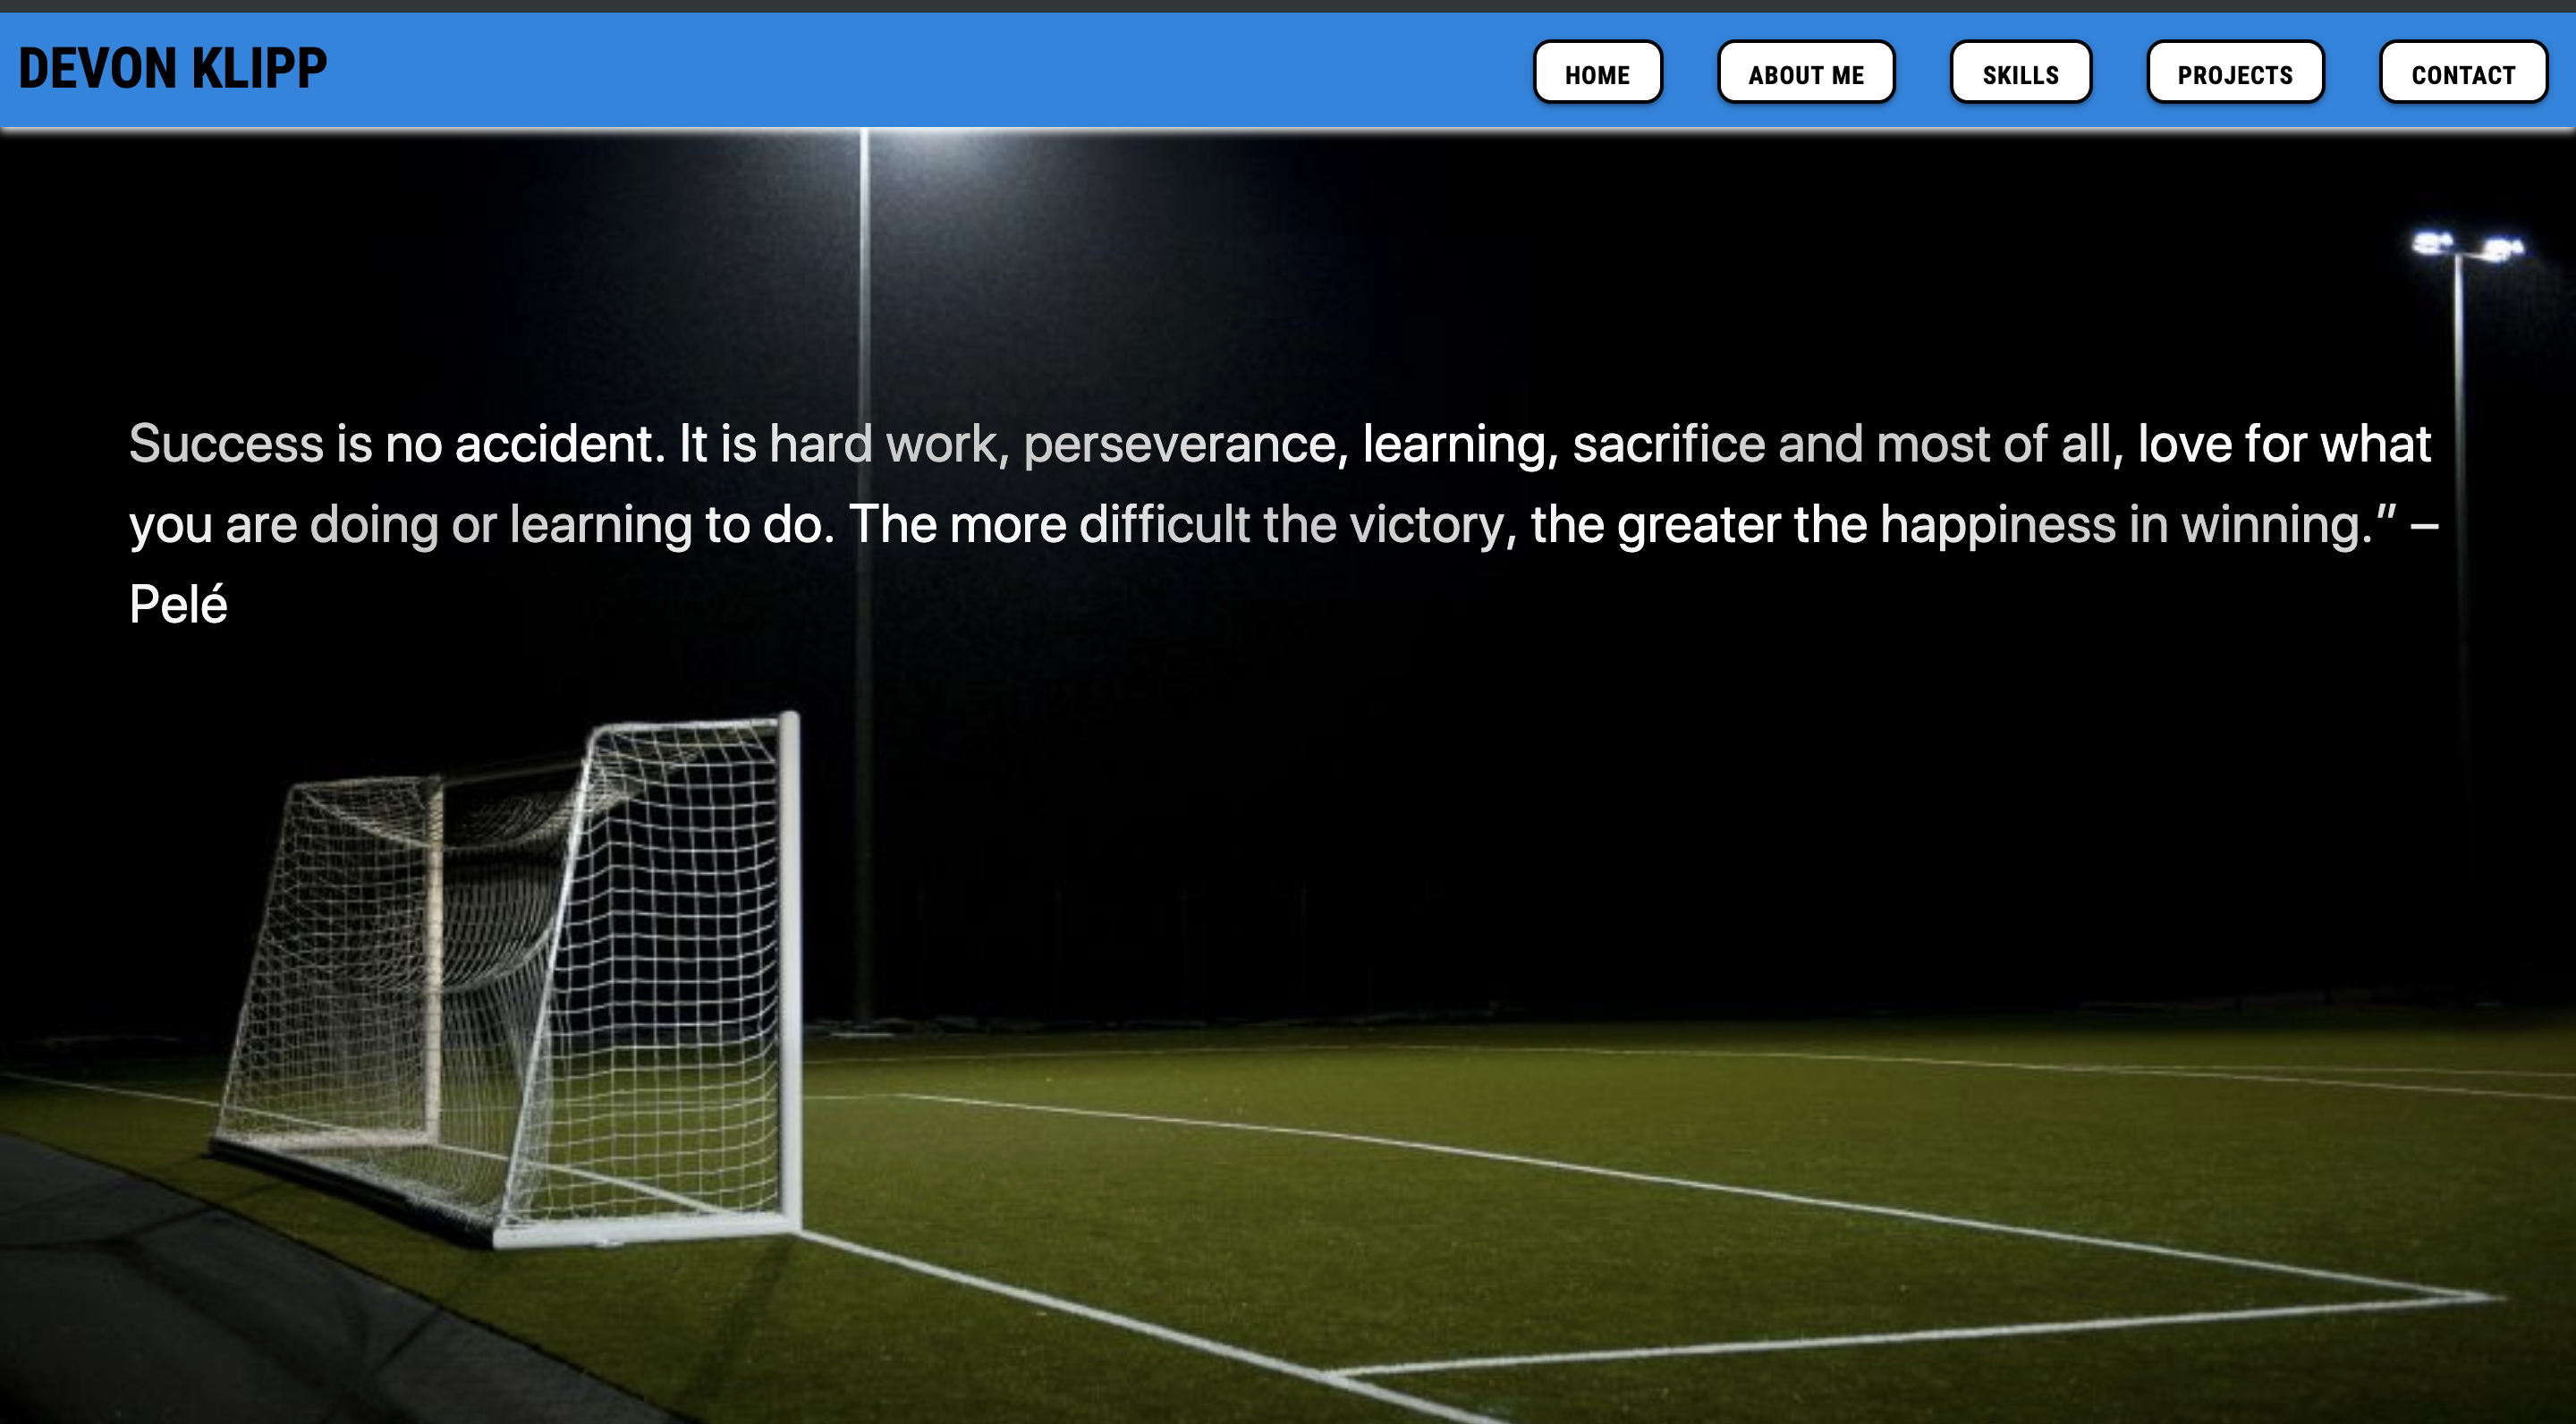 DEVON KLIPP
HOME
ABOUT ME
SKILLS
PROJECTS
CONTACT
Success is no accident. It is hard work, perseverance, learning, sacrifice and most of all, love for what
you are doing or learning to do. The more difficult the victory, the greater the happiness in winning.” –
Pelé